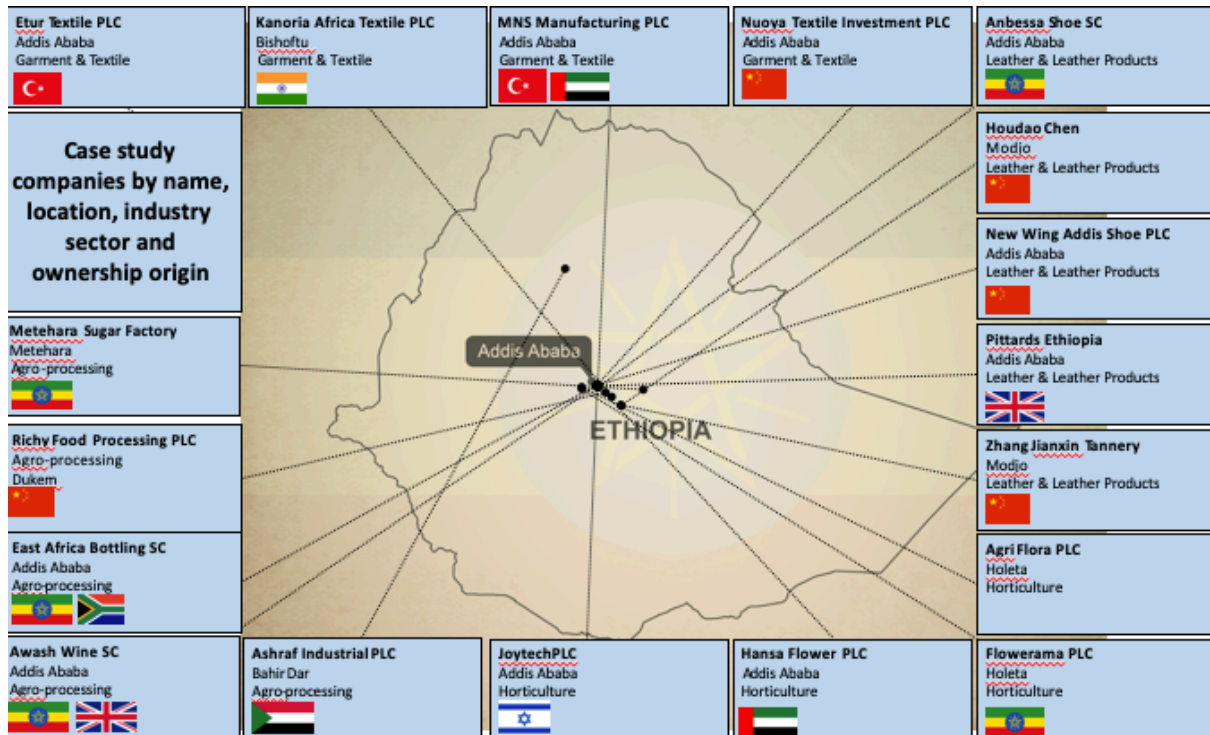 Etur Textile PLC
Addis Ababa
Garment & Textile
Kanoria Africa Textile PLC
Bishoftu
Garment & Textile
MNS Manufacturing PLC
Addis Ababa
Garment & Textile
Nuoya Textile Investment PLC
Addis Ababa
Garment & Textile
Anbessa Shoe SC
Addis Ababa
Leather & Leather Products
Case study
companies by name,
location, industry
sector and
ownership origin
Houdao Chen
Modjo
Leather & Leather Products
New Wing Addis Shoe PLC
Addis Ababa
Leather & Leather Products
Metehara Sugar Factory
Metehara
Agro-processing
Addis Ababa
ETHIOPIA
Pittards Ethiopia
Addis Ababa
Leather & Leather Products
Richy Food Processing PLC
Agro-processing
Dukem
Zhang Jianxin Tannery
Modjo
Leather & Leather Products
East Africa Bottling SC
Addis Ababa
Agro-processing
Agri Flora PLC
Holeta
Horticulture
Awash Wine SC
Addis Ababa
Agro-processing
Ashraf Industrial PLC
Bahir Dar
Agro-processing
JoytechPLC
Addis Ababa
Horticulture
Hansa Flower PLC
Addis Ababa
Horticulture
Flowerama PLC
Holeta
Horticulture